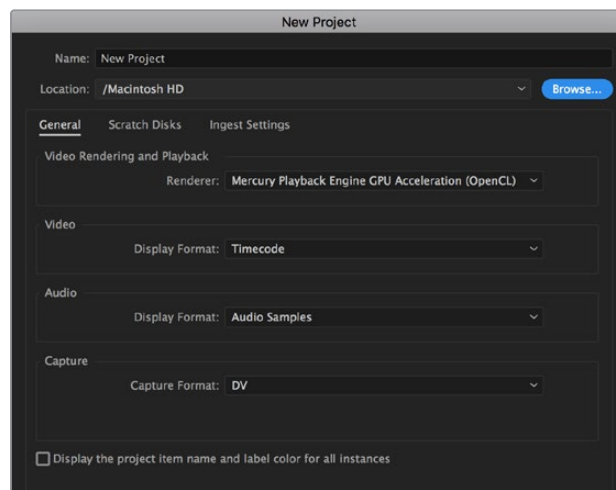 New Project
Name: New Project
Location: /Macintosh HD Browse...
General Scratch Disks Ingest Settings
Video Rendering and Playback
Renderer: Mercury Playback Engine GPU Acceleration (OpenCL)
Video
Display Format: Timecode
Audio
Display Format: Audio Samples
Capture
Capture Format: DV
Display the project item name and label color for all instances